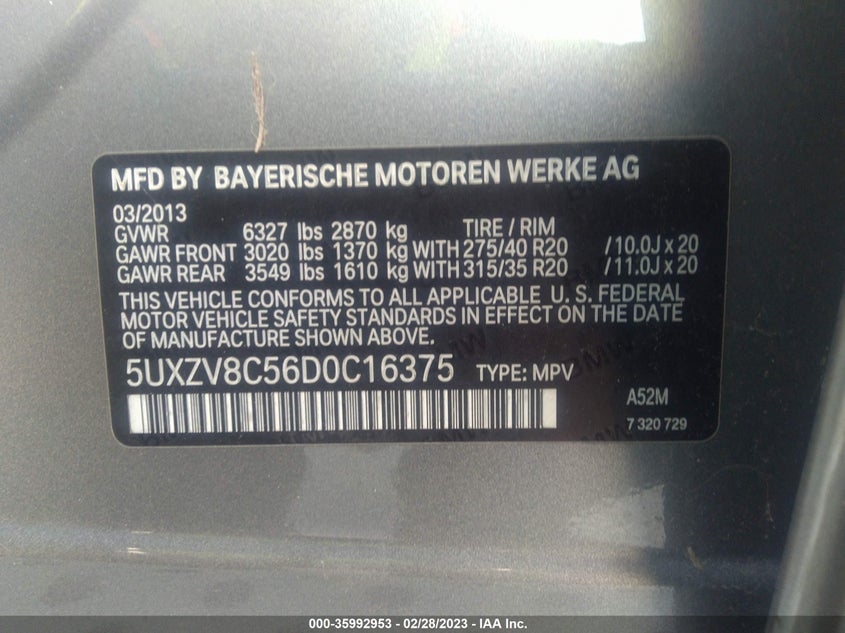 MFD BY BAYERISCHE MOTOREN WERKE AG
03/2013
GVWR 6327 lbs 2870 kg TIRE / RIM
GAWR FRONT 3020 lbs 1370 kg WITH 275/40 R20 /10.0J x 20
GAWR REAR 3549 lbs 1610 kg WITH 315/35 R20 /11.0J x 20
THIS VEHICLE CONFORMS TO ALL APPLICABLE U. S. FEDERAL
MOTOR VEHICLE SAFETY STANDARDS IN EFFECT ON THE DATE
OF MANUFACTURE SHOWN ABOVE.
5UXZV8C56D0C16375 TYPE: MPV
A52M
7 320 729
000-35992953 - 02/28/2023 - IAA Inc.